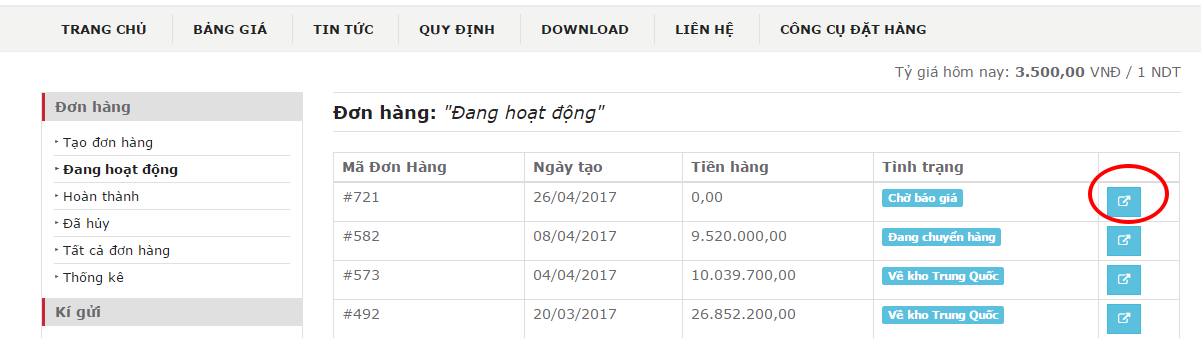 TRANG CHỦ BẢNG GIÁ TIN TỨC QUY ĐỊNH DOWNLOAD LIÊN HỆ CÔNG CỤ ĐẶT HÀNG
Tỷ giá hôm nay: 3.500,00 VNĐ / 1 NDT
Đơn hàng
Tạo đơn hàng
Đang hoạt động
Hoàn thành
Đã hủy
Tất cả đơn hàng
Thống kê
Kí gửi
Đơn hàng: "Đang hoạt động"
Mã Đơn Hàng Ngày tạo Tiền hàng Tình trạng
#721 26/04/2017 0,00 Chờ báo giá
#582 08/04/2017 9.520.000,00 Đang chuyển hàng
#573 04/04/2017 10.039.700,00 Về kho Trung Quốc
#492 20/03/2017 26.852.200,00 Về kho Trung Quốc